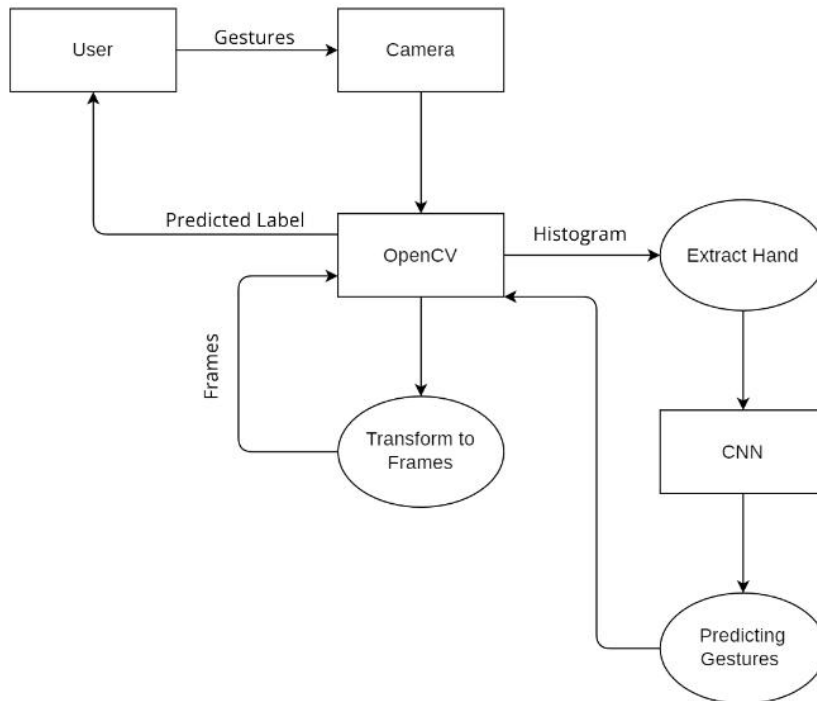 User
Gestures
Camera
Predicted Label
OpenCV
Histogram
Extract Hand
Frames
Transform to
Frames
CNN
Predicting
Gestures